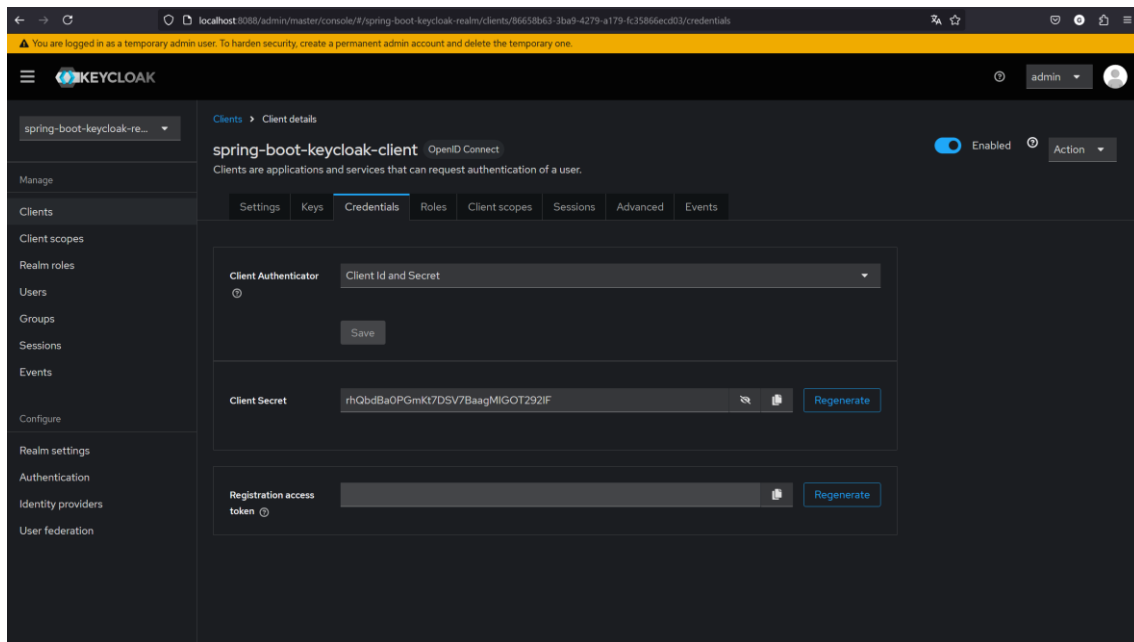 localhost:8088/admin/master/console/#/spring-boot-keycloak-realm/clients/86658b63-3ba9-4279-a179-fc35866ecd03/credentials
You are logged in as a temporary admin user. To harden security, create a permanent admin account and delete the temporary one.
KEYCLOAK
admin
spring-boot-keycloak-re...
Manage
Clients
Client scopes
Realm roles
Users
Groups
Sessions
Events
Configure
Realm settings
Authentication
Identity providers
User federation
Clients > Client details
spring-boot-keycloak-client OpenID Connect
Enabled
Action
Clients are applications and services that can request authentication of a user.
Settings Keys Credentials Roles Client scopes Sessions Advanced Events
Client Authenticator
Client Id and Secret
Save
Client Secret
rhQbdBa0PGmKt7DSV7BaagMIGOT292IF
Regenerate
Registration access
token
Regenerate